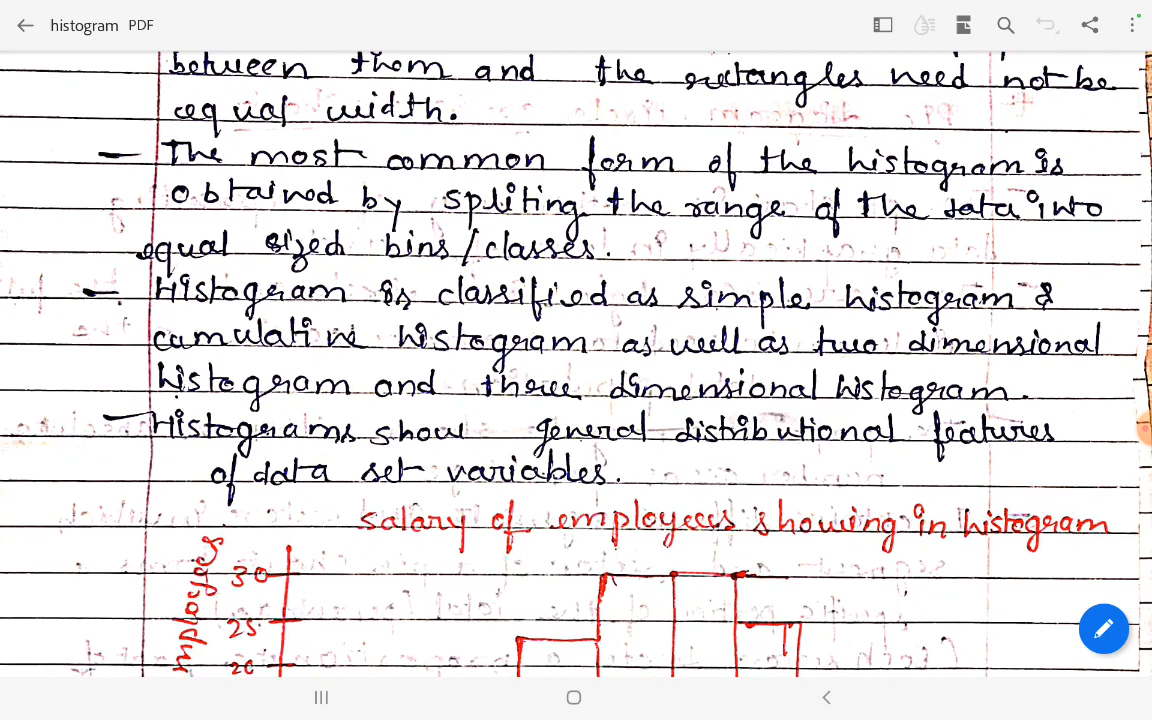 histogram PDF
between them and the rectangles need not be
equal width.
— The most common form of the histogram is
obtained by spliting the range of the data into
equal sized bins/classes.
— Histogram is classified as simple histogram &
cumulative histogram as well as two dimensional
histogram and three dimensional histogram.
— Histograms show general distributional features
of data set variables.
salary of employees showing in histogram
mployees
30
25
20